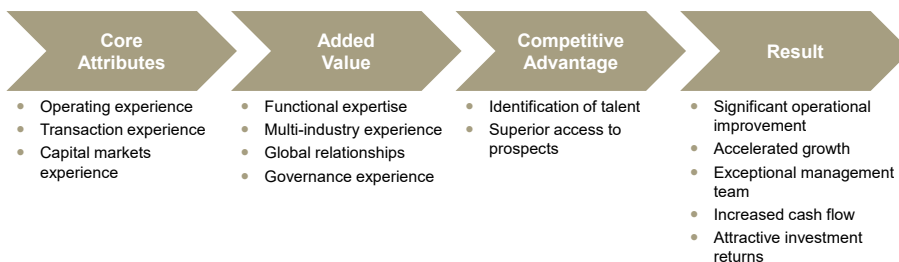 Core
Attributes
• Operating experience
• Transaction experience
• Capital markets
experience
Added
Value
• Functional expertise
• Multi-industry experience
• Global relationships
• Governance experience
Competitive
Advantage
• Identification of talent
• Superior access to
prospects
Result
• Significant operational
improvement
• Accelerated growth
• Exceptional management
team
• Increased cash flow
• Attractive investment
returns